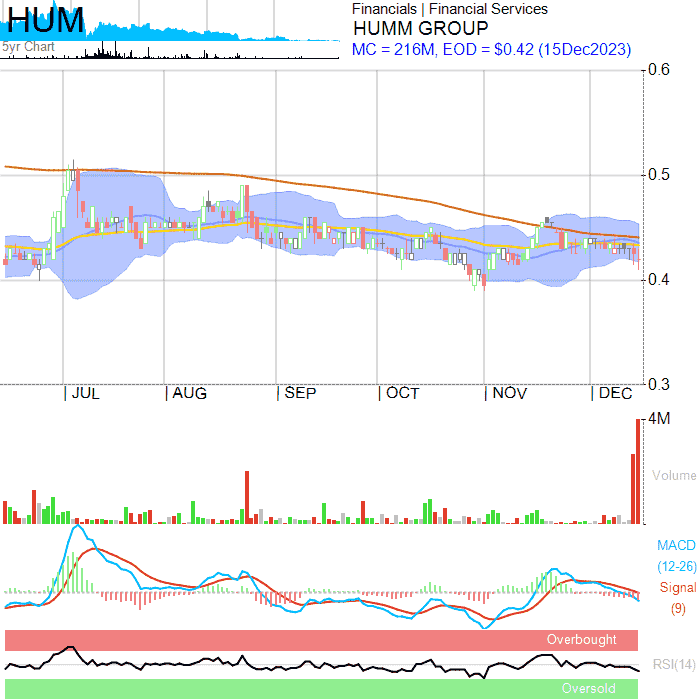 HUM
5yr Chart
Financials | Financial Services
HUMM GROUP
MC = 216M, EOD = $0.42 (15Dec2023)
0.6
0.5
0.4
0.3
| JUL | AUG | SEP | OCT | NOV | DEC
4M
Volume
MACD
(12-26)
Signal
(9)
Overbought
RSI(14)
Oversold